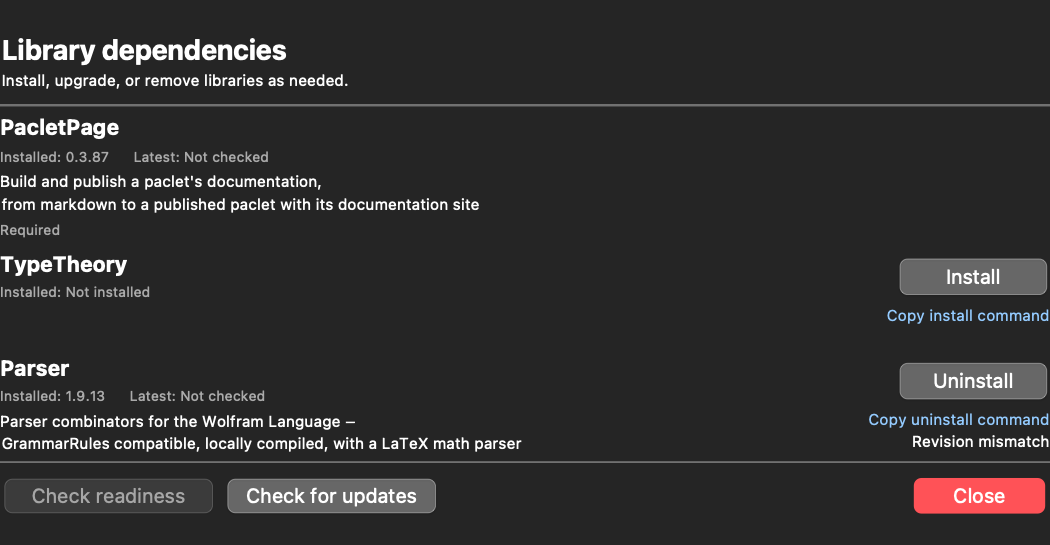 Library dependencies
Install, upgrade, or remove libraries as needed.
PacletPage
Installed: 0.3.87 Latest: Not checked
Build and publish a paclet's documentation,
from markdown to a published paclet with its documentation site
Required
TypeTheory
Install
Installed: Not installed
Copy install command
Parser
Uninstall
Installed: 1.9.13 Latest: Not checked
Parser combinators for the Wolfram Language –
Copy uninstall command
GrammarRules compatible, locally compiled, with a LaTeX math parser
Revision mismatch
Check readiness Check for updates Close